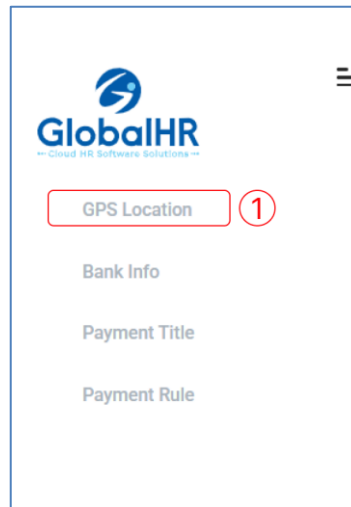 GlobalHR
Cloud HR Software Solutions
GPS Location
①
Bank Info
Payment Title
Payment Rule